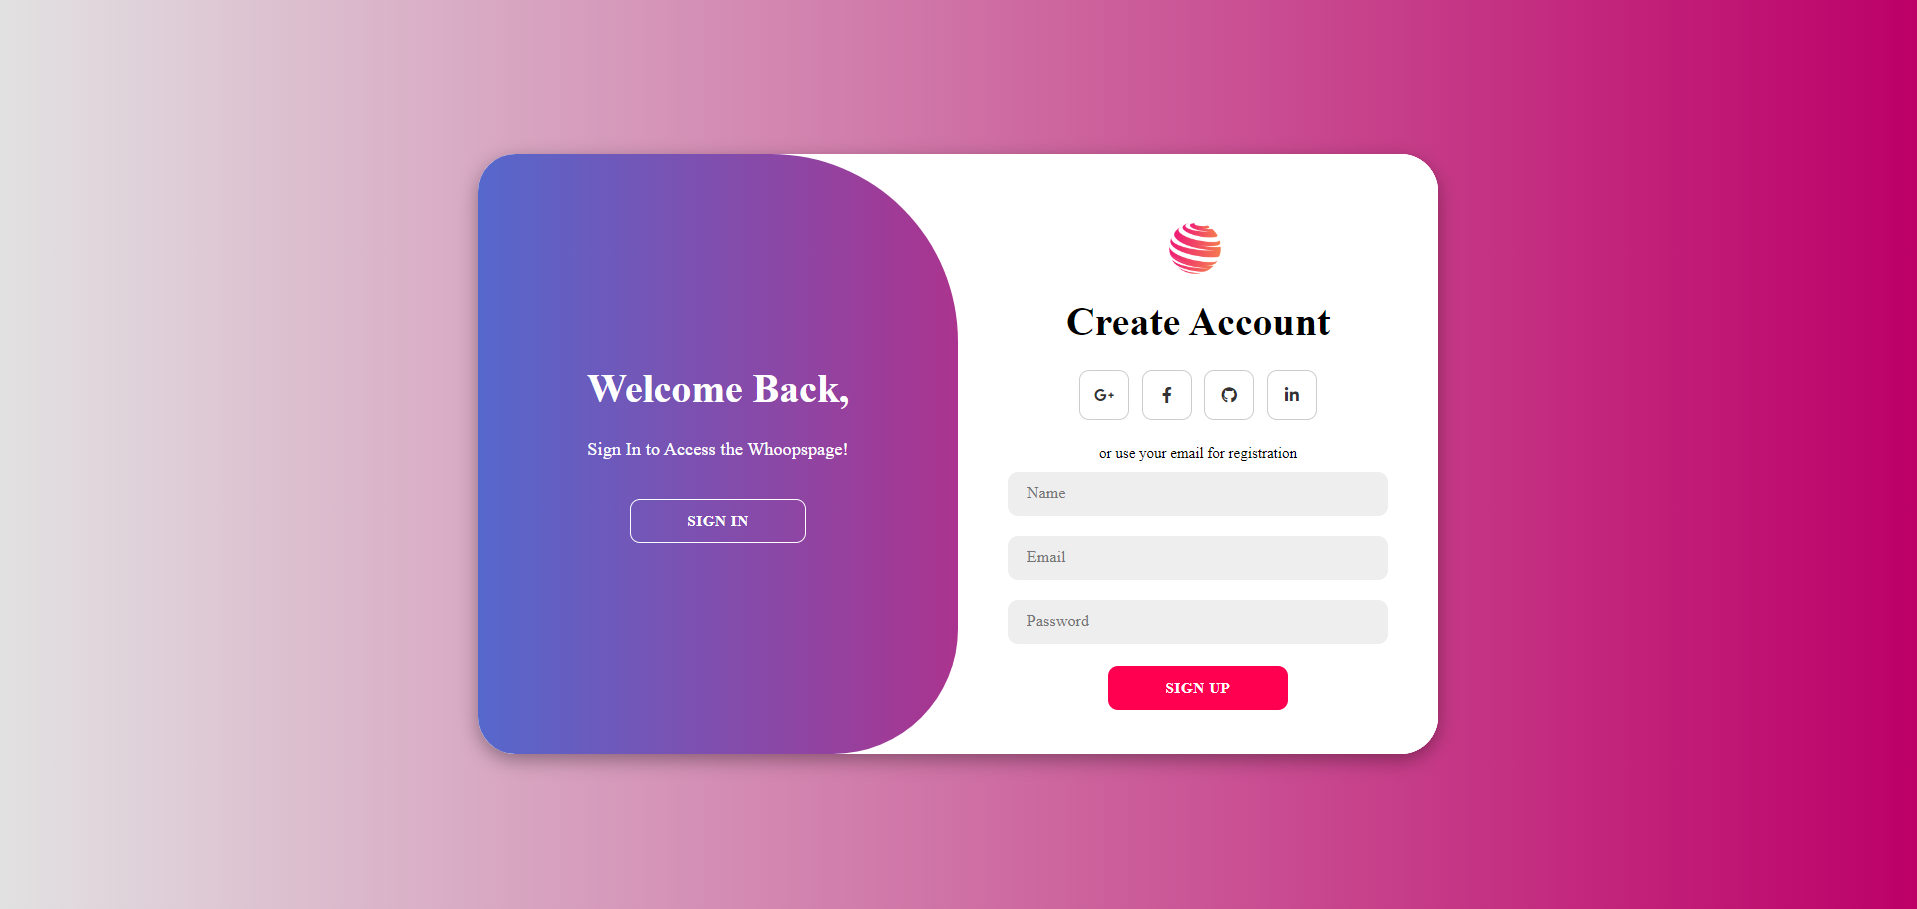 Welcome Back,
Sign In to Access the Whoopspage!
SIGN IN
Create Account
G+
f
in
or use your email for registration
Name
Email
Password
SIGN UP